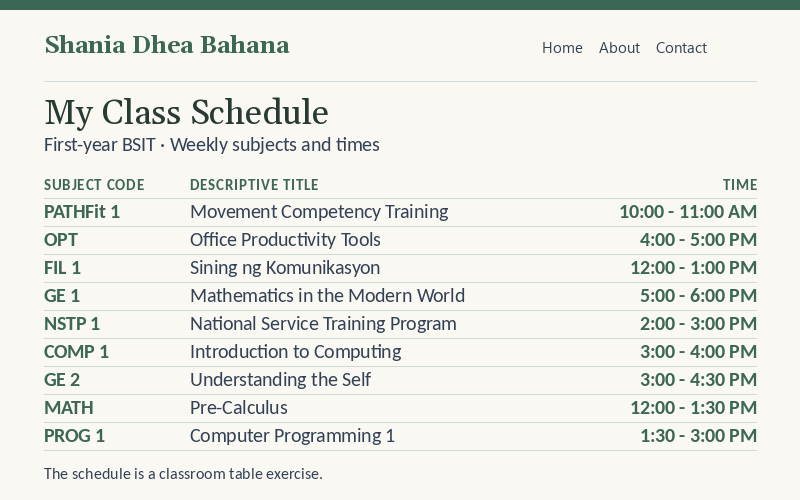 Shania Dhea Bahana
Home About Contact
My Class Schedule
First-year BSIT · Weekly subjects and times
SUBJECT CODE DESCRIPTIVE TITLE TIME
PATHFit 1 Movement Competency Training 10:00 - 11:00 AM
OPT Office Productivity Tools 4:00 - 5:00 PM
FIL 1 Sining ng Komunikasyon 12:00 - 1:00 PM
GE 1 Mathematics in the Modern World 5:00 - 6:00 PM
NSTP 1 National Service Training Program 2:00 - 3:00 PM
COMP 1 Introduction to Computing 3:00 - 4:00 PM
GE 2 Understanding the Self 3:00 - 4:30 PM
MATH Pre-Calculus 12:00 - 1:30 PM
PROG 1 Computer Programming 1 1:30 - 3:00 PM
The schedule is a classroom table exercise.